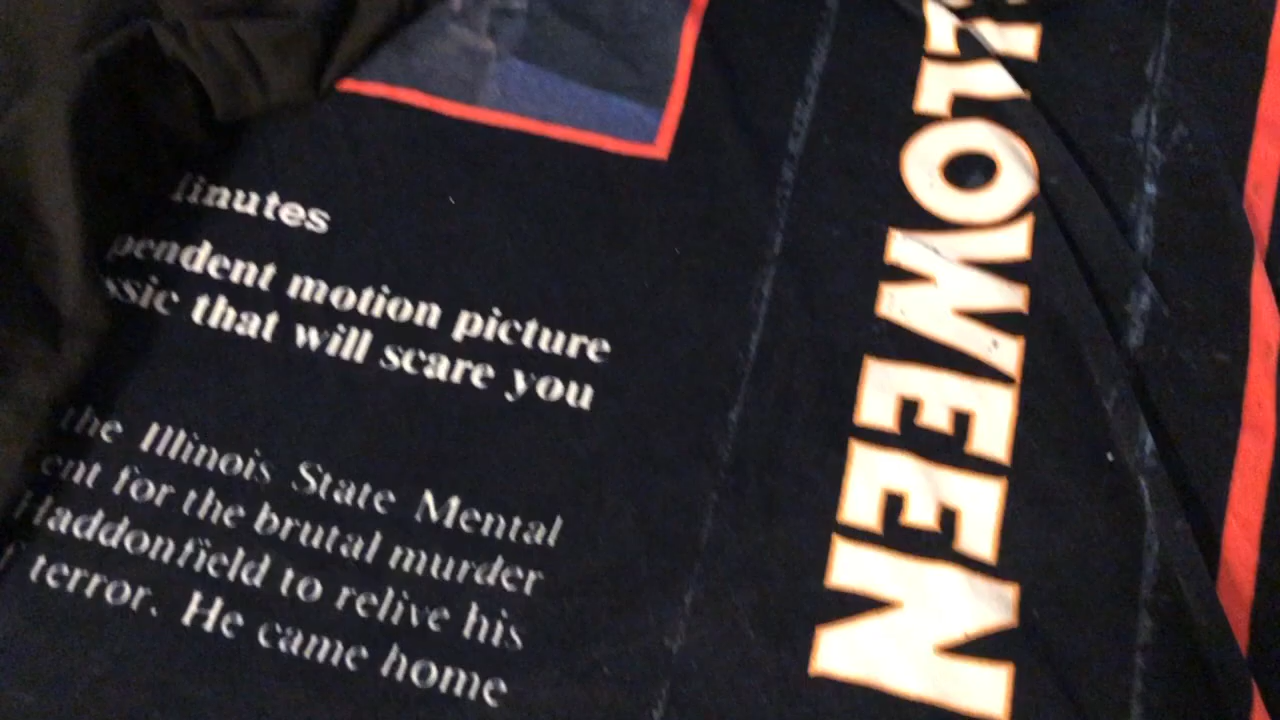 inutes
pendent motion picture
ssic that will scare you
the Illinois State Mental
ent for the brutal murder
Haddonfield to relive his
terror. He came home
LLOWEEN